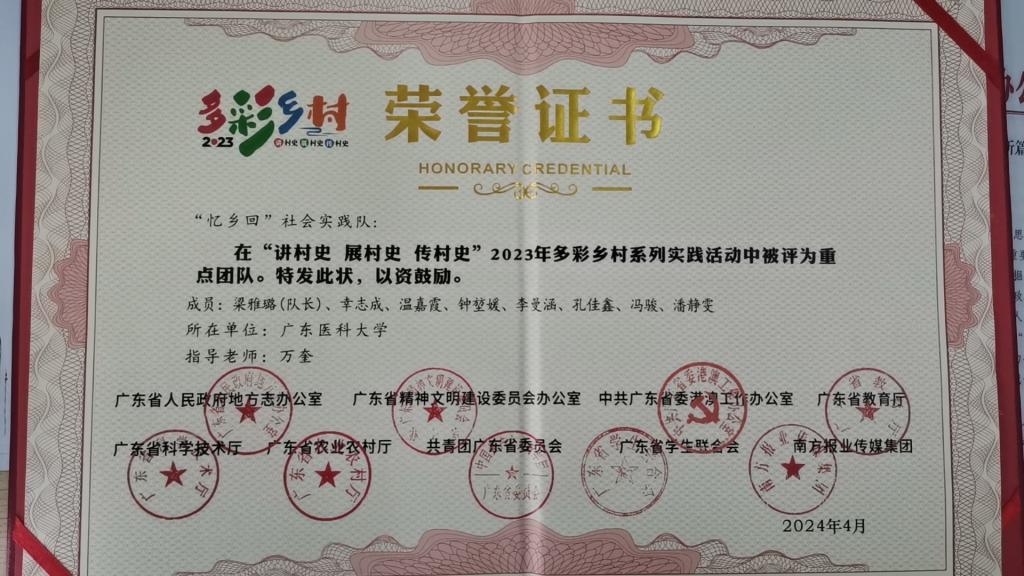 多彩乡村
2023 讲村史 展村史 传村史
荣誉证书
HONORARY CREDENTIAL
“忆乡回”社会实践队:
在“讲村史 展村史 传村史”2023年多彩乡村系列实践活动中被评为重
点团队。特发此状，以资鼓励。
成员：梁雅璐(队长)、幸志成、温嘉霞、钟堃媛、李曼涵、孔佳鑫、冯骏、潘静雯
所在单位：广东医科大学
指导老师：万奎
广东省人民政府地方志办公室 广东省精神文明建设委员会办公室 中共广东省委港澳工作办公室 广东省教育厅
广东省科学技术厅 广东省农业农村厅 共青团广东省委员会 广东省学生联合会 南方报业传媒集团
2024年4月